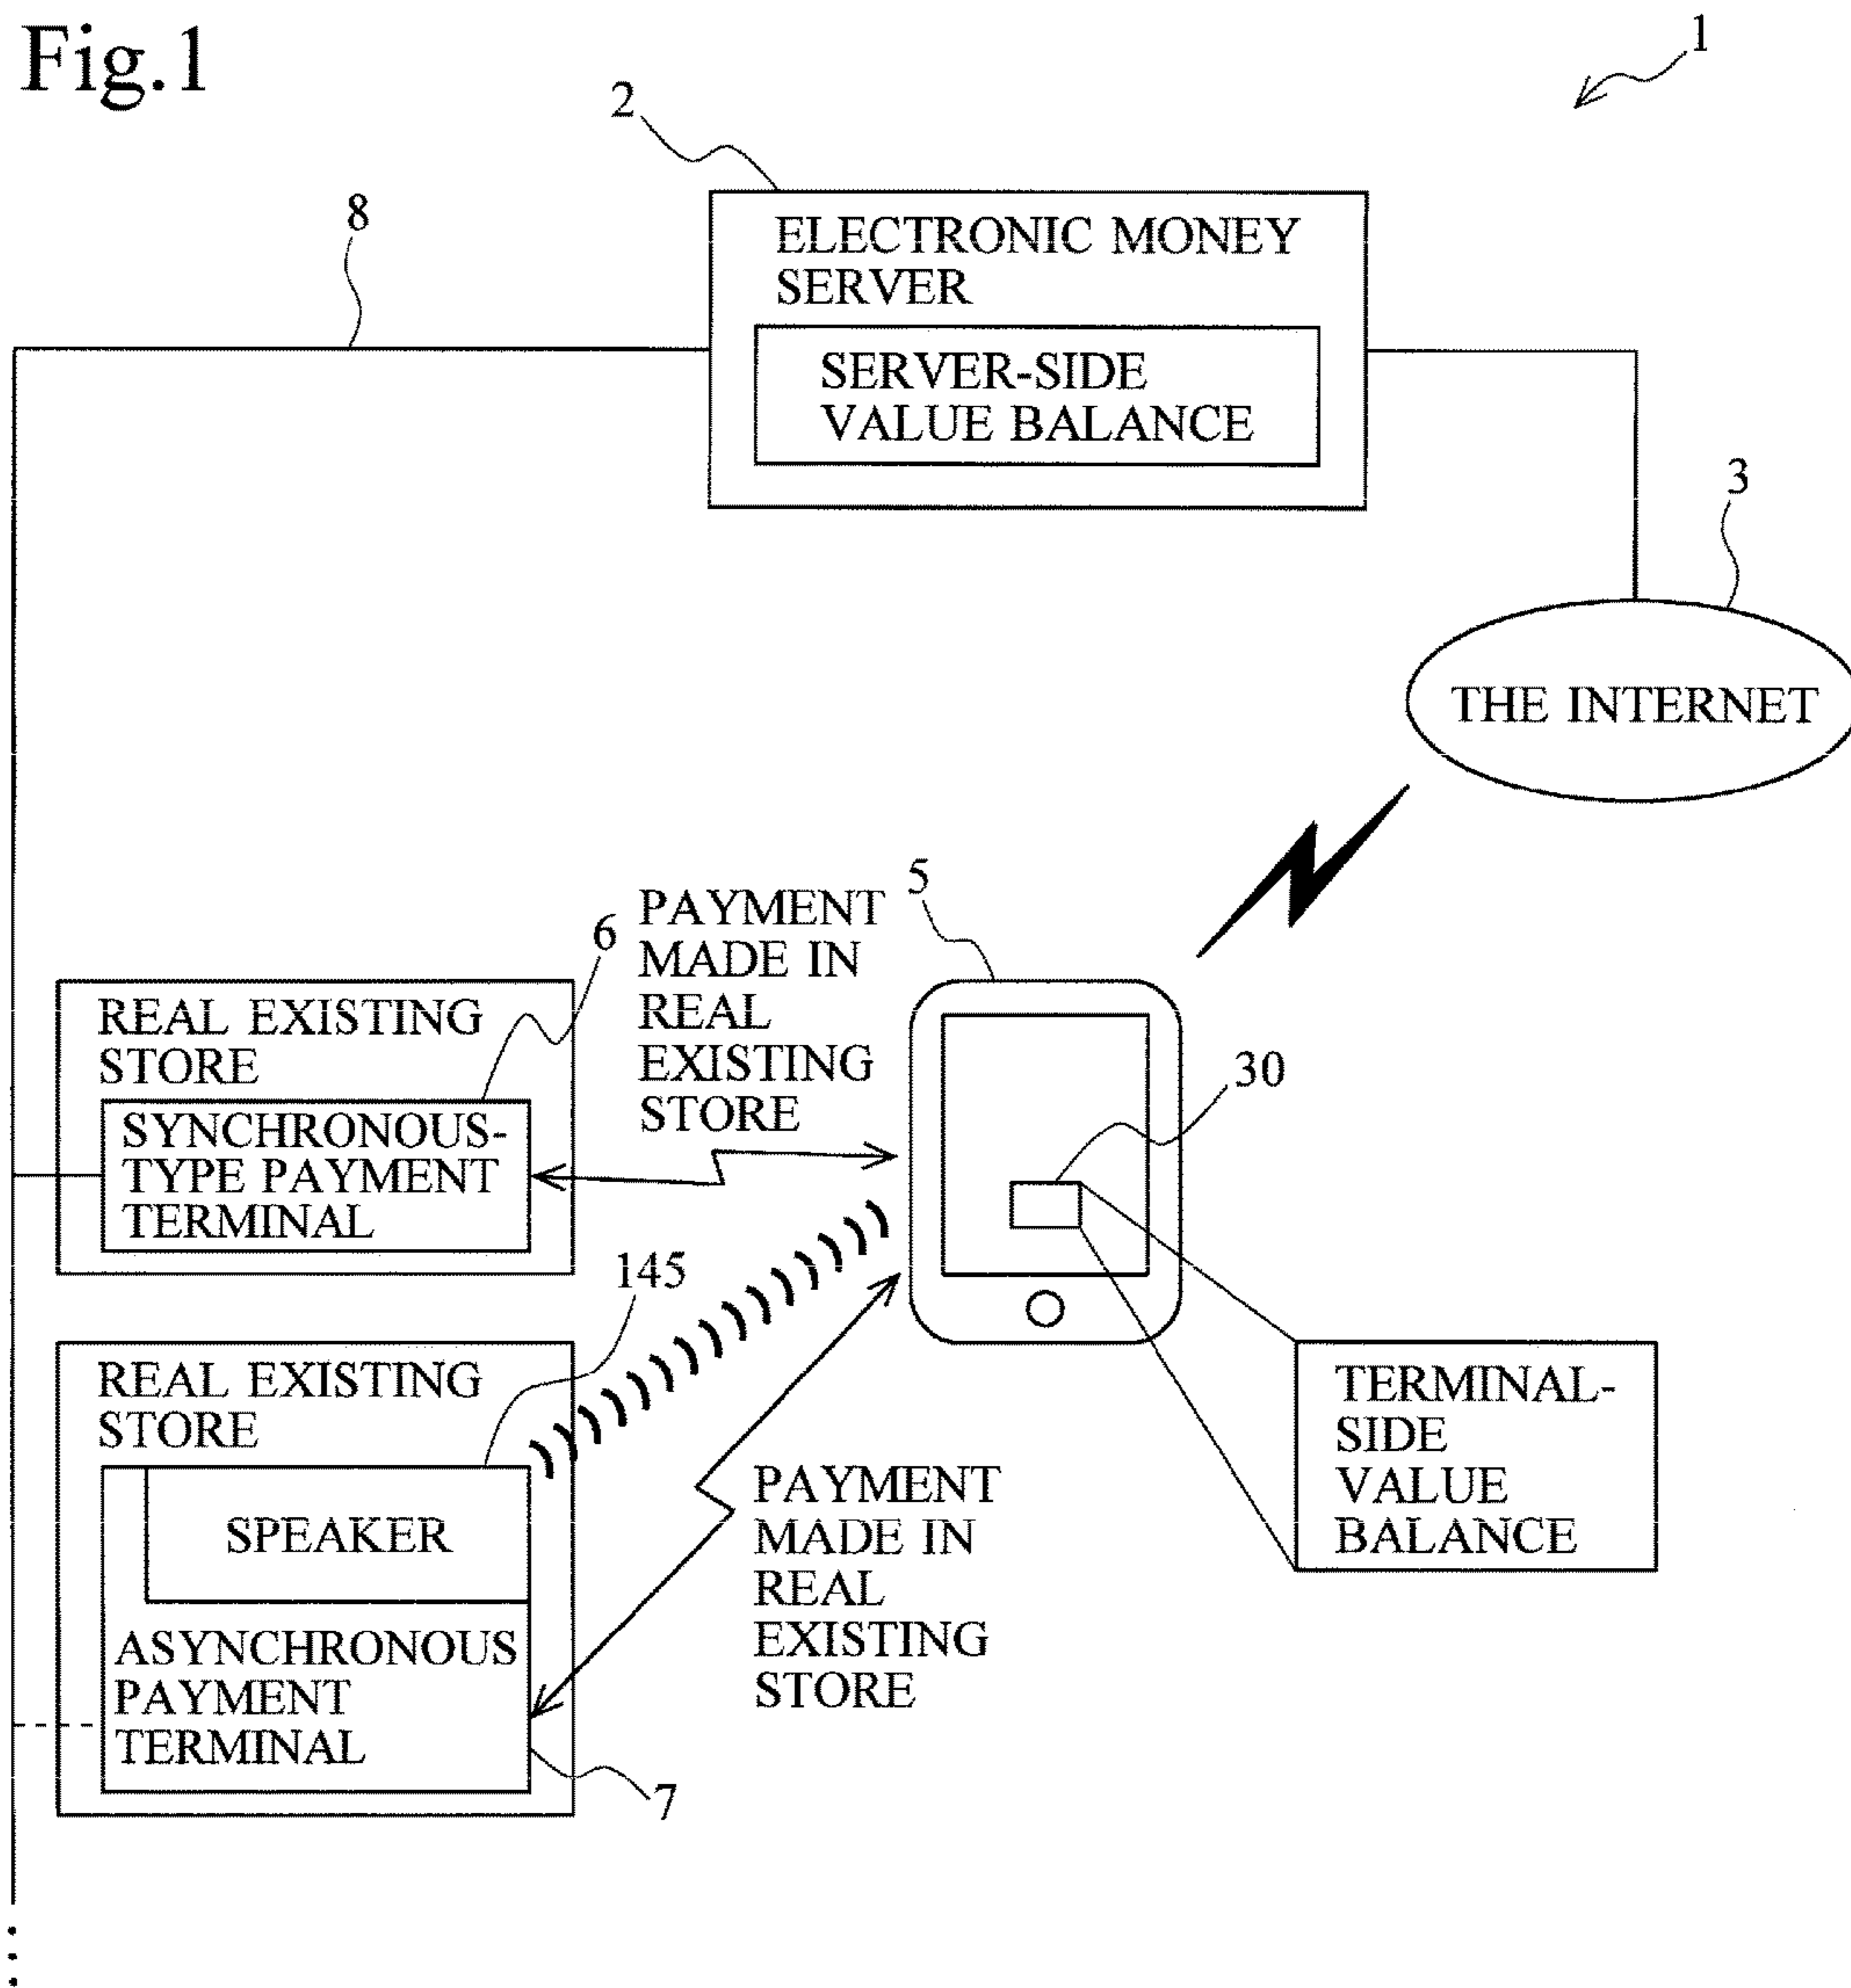 Fig.1
1
2
8
ELECTRONIC MONEY
SERVER
SERVER-SIDE
VALUE BALANCE
3
THE INTERNET
5
6
PAYMENT
MADE IN
REAL
EXISTING
STORE
REAL EXISTING
STORE
SYNCHRONOUS-
TYPE PAYMENT
TERMINAL
30
145
REAL EXISTING
STORE
SPEAKER
ASYNCHRONOUS
PAYMENT
TERMINAL
7
PAYMENT
MADE IN
REAL
EXISTING
STORE
TERMINAL-
SIDE
VALUE
BALANCE